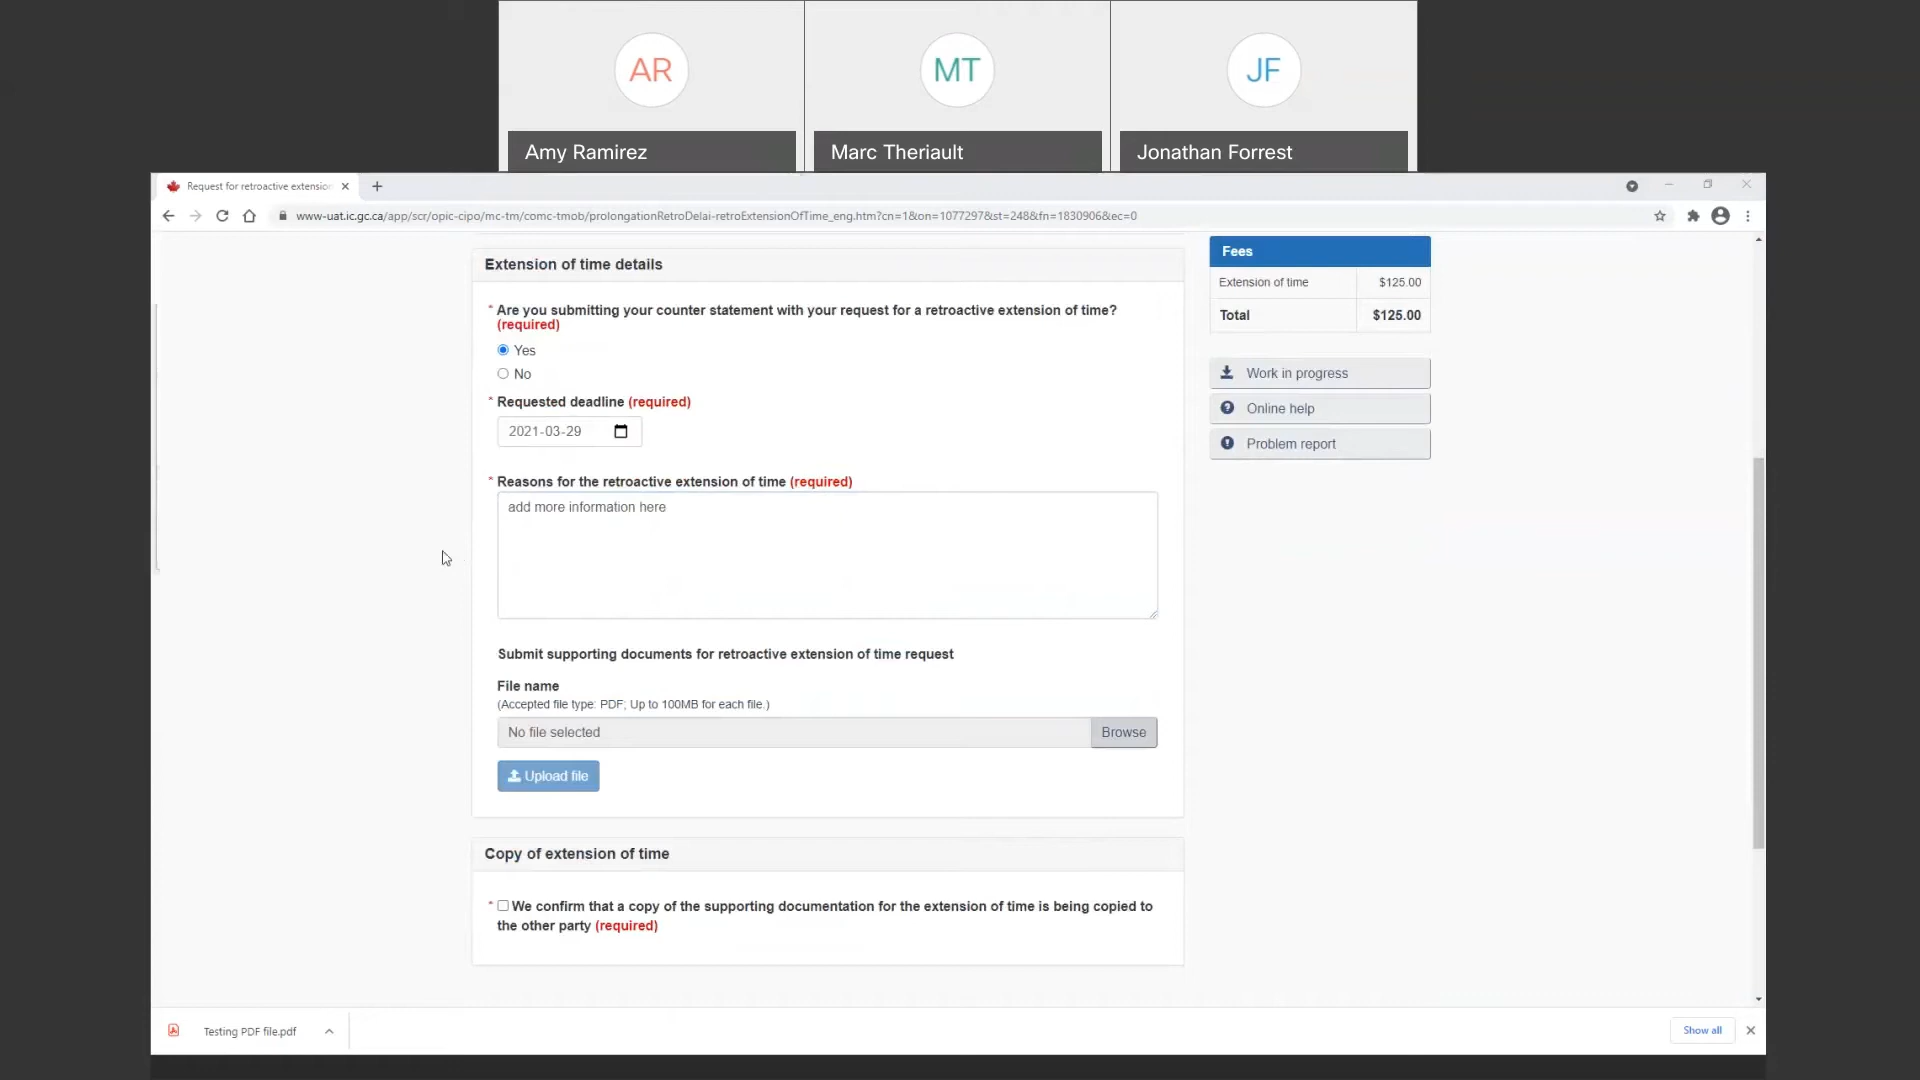 AR
MT
JF
Amy Ramirez
Marc Theriault
Jonathan Forrest
Request for retroactive extension
www-uat.ic.gc.ca/app/scr/opic-cipo/mc-tm/comc-tmob/prolongationRetroDelai-retroExtensionOfTime_eng.htm?cn=1&on=1077297&st=248&fn=1830906&ec=0
Extension of time details
* Are you submitting your counter statement with your request for a retroactive extension of time?
(required)
Yes
No
* Requested deadline (required)
2021-03-29
* Reasons for the retroactive extension of time (required)
add more information here
Submit supporting documents for retroactive extension of time request
File name
(Accepted file type: PDF; Up to 100MB for each file.)
No file selected
Browse
Upload file
Copy of extension of time
* We confirm that a copy of the supporting documentation for the extension of time is being copied to
the other party (required)
Fees
Extension of time $125.00
Total $125.00
Work in progress
Online help
Problem report
Testing PDF file.pdf
Show all